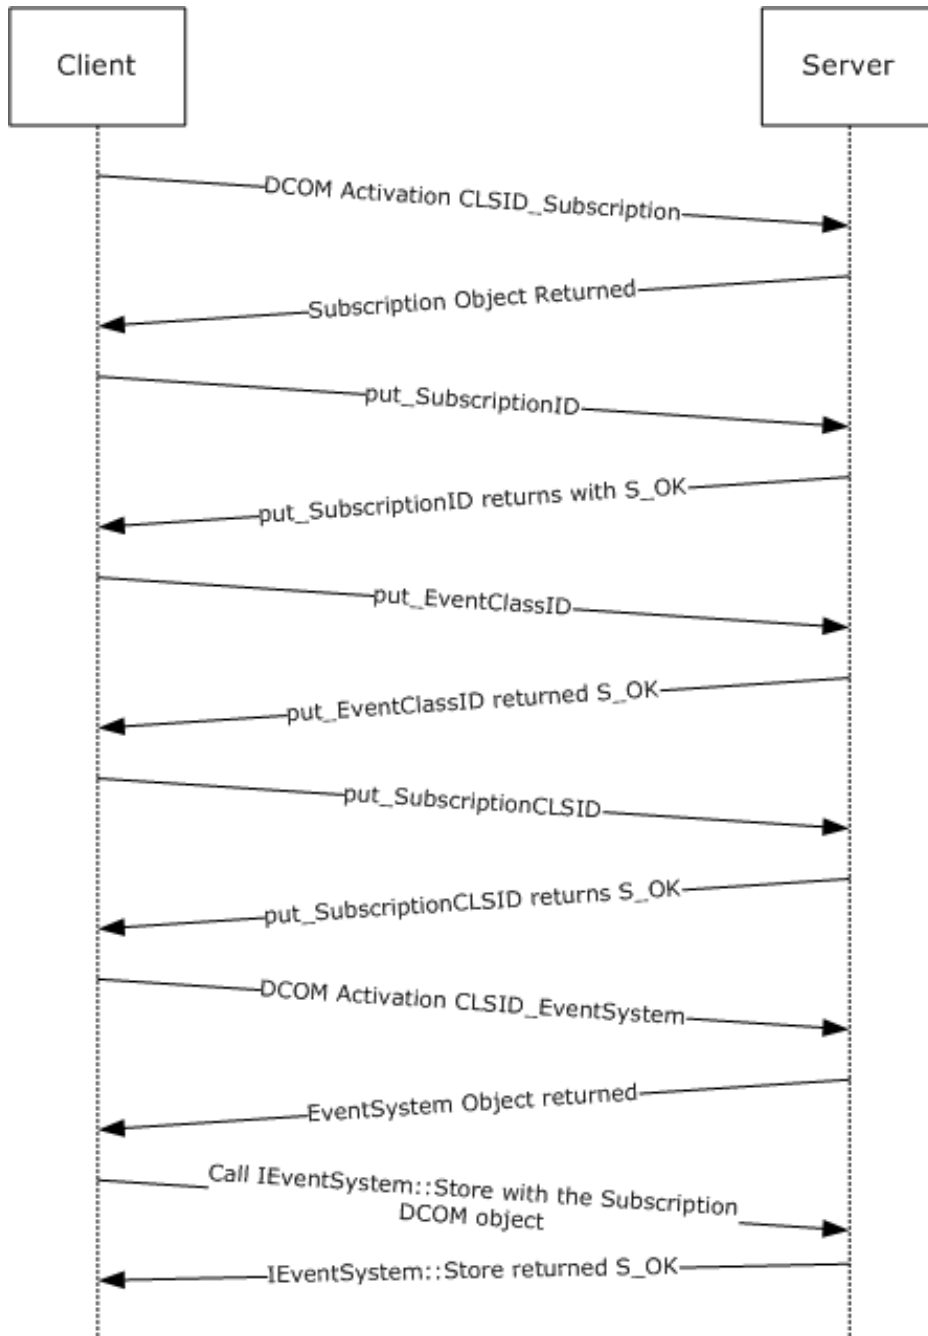 Client
Server
DCOM Activation CLSID_Subscription
Subscription Object Returned
put_SubscriptionID
put_SubscriptionID returns with S_OK
put_EventClassID
put_EventClassID returned S_OK
put_SubscriptionCLSID
put_SubscriptionCLSID returns S_OK
DCOM Activation CLSID_EventSystem
EventSystem Object returned
Call IEventSystem::Store with the Subscription
DCOM object
IEventSystem::Store returned S_OK